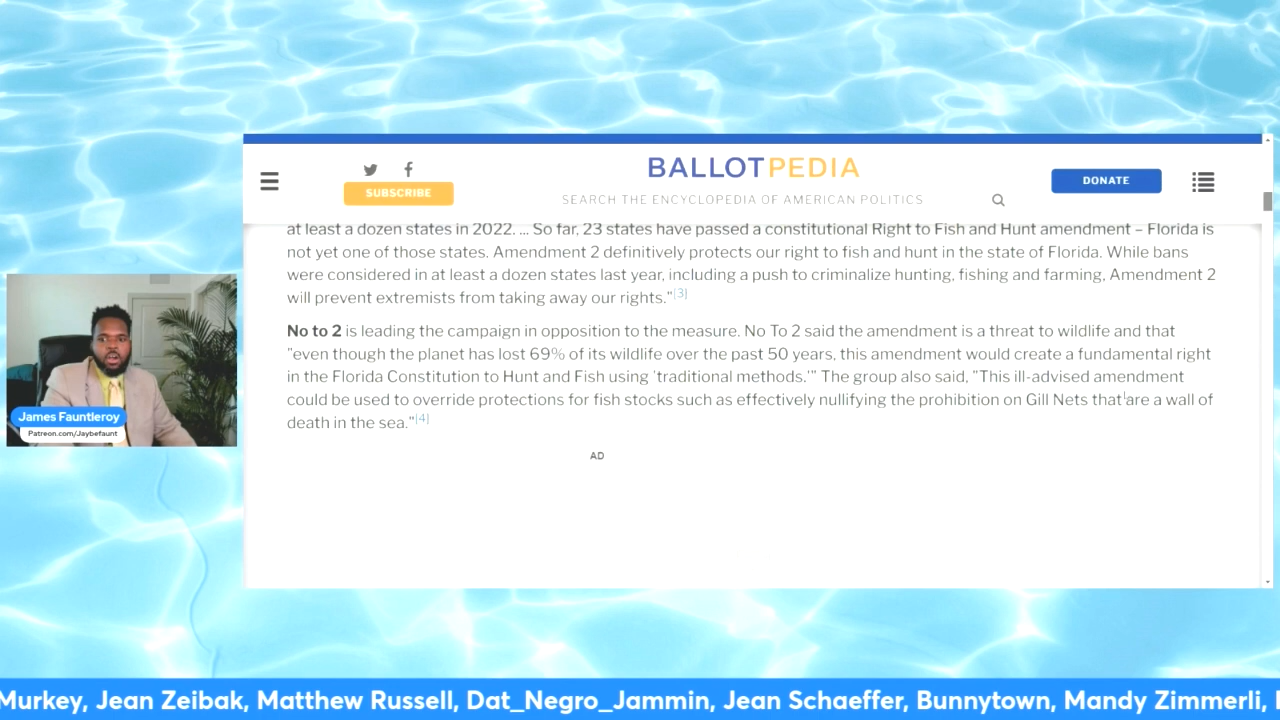 BALLOTPEDIA
SUBSCRIBE
DONATE
SEARCH THE ENCYCLOPEDIA OF AMERICAN POLITICS
at least a dozen states in 2022. ... So far, 23 states have passed a constitutional Right to Fish and Hunt amendment – Florida is
not yet one of those states. Amendment 2 definitively protects our right to fish and hunt in the state of Florida. While bans
were considered in at least a dozen states last year, including a push to criminalize hunting, fishing and farming, Amendment 2
will prevent extremists from taking away our rights."[3]
No to 2 is leading the campaign in opposition to the measure. No To 2 said the amendment is a threat to wildlife and that
"even though the planet has lost 69% of its wildlife over the past 50 years, this amendment would create a fundamental right
in the Florida Constitution to Hunt and Fish using 'traditional methods.'" The group also said, "This ill-advised amendment
could be used to override protections for fish stocks such as effectively nullifying the prohibition on Gill Nets that are a wall of
death in the sea."[4]
AD
James Fauntleroy
Patreon.com/Jaybefaunt
Murkey, Jean Zeibak, Matthew Russell, Dat_Negro_Jammin, Jean Schaeffer, Bunnytown, Mandy Zimmerli,